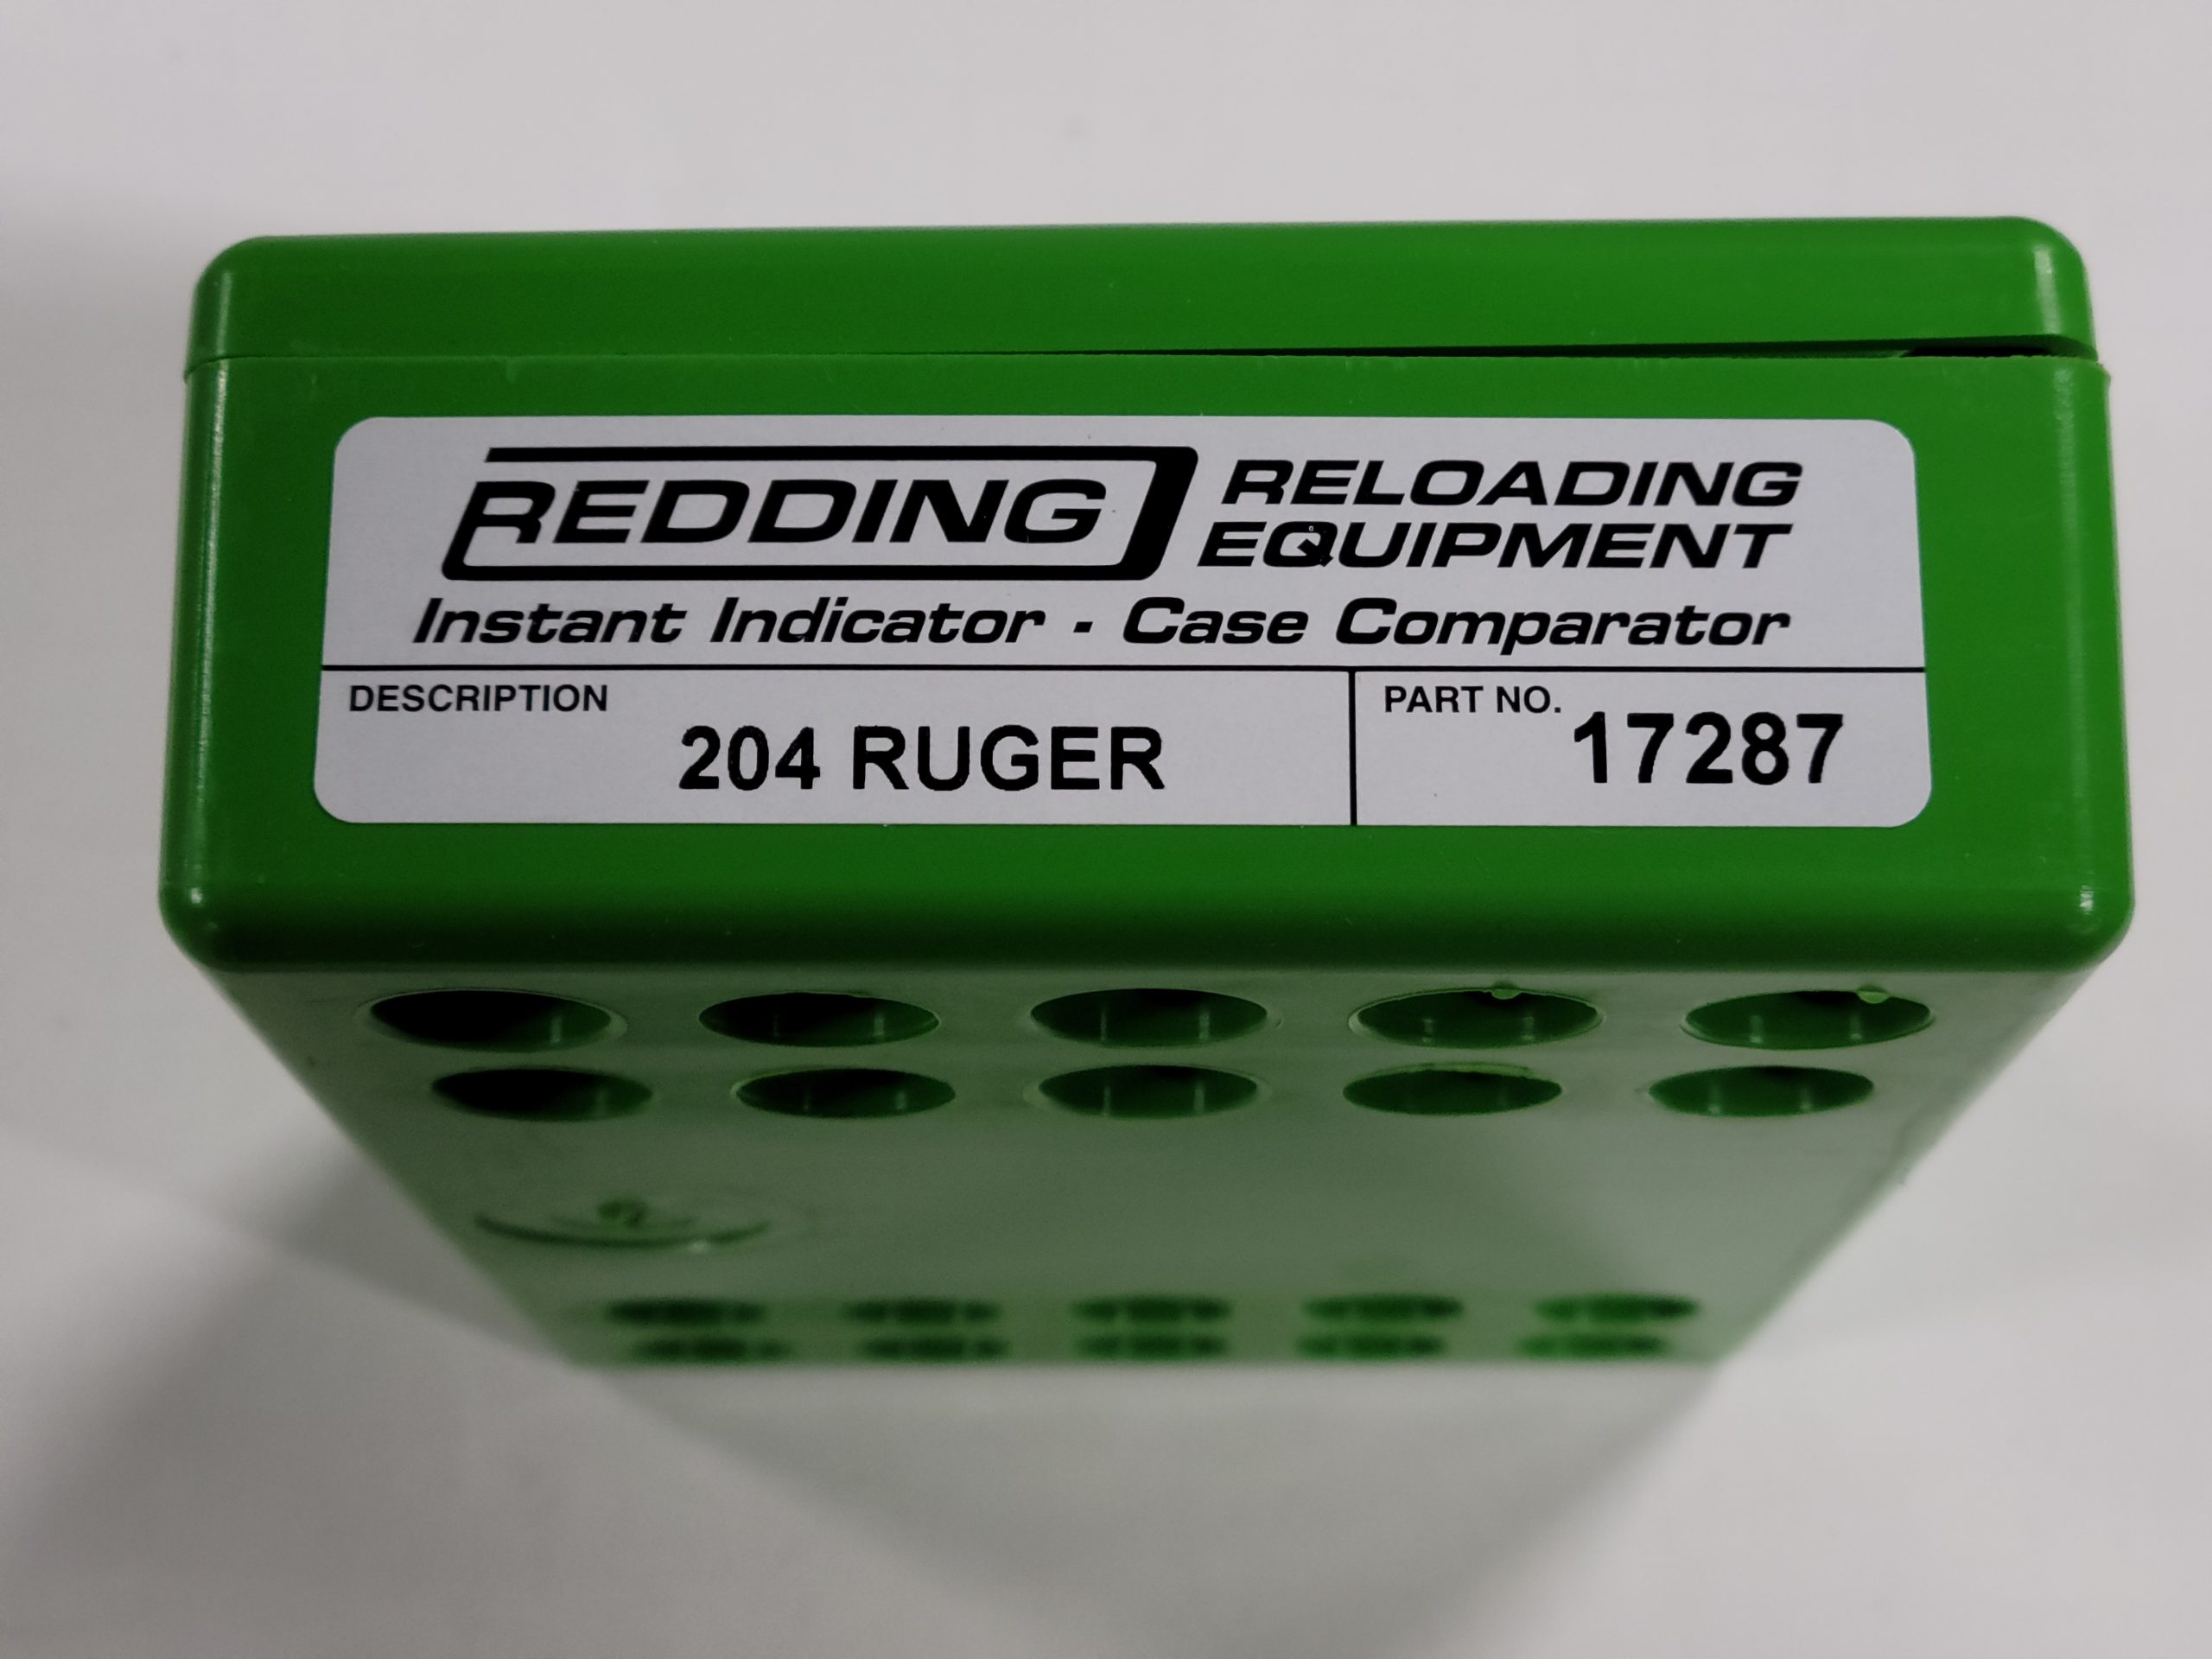 REDDING RELOADING
EQUIPMENT
Instant Indicator - Case Comparator
DESCRIPTION
204 RUGER
PART NO.
17287